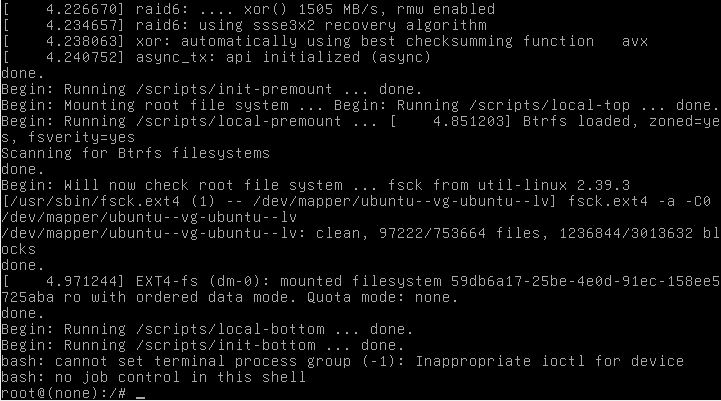 [    4.226670] raid6: .... xor() 1505 MB/s, rmw enabled
[    4.234657] raid6: using ssse3x2 recovery algorithm
[    4.238063] xor: automatically using best checksumming function   avx
[    4.240752] async_tx: api initialized (async)
done.
Begin: Running /scripts/init-premount ... done.
Begin: Mounting root file system ... Begin: Running /scripts/local-top ... done.
Begin: Running /scripts/local-premount ... [    4.851203] Btrfs loaded, zoned=ye
s, fsverity=yes
Scanning for Btrfs filesystems
done.
Begin: Will now check root file system ... fsck from util-linux 2.39.3
[/usr/sbin/fsck.ext4 (1) -- /dev/mapper/ubuntu--vg-ubuntu--lv] fsck.ext4 -a -C0
/dev/mapper/ubuntu--vg-ubuntu--lv
/dev/mapper/ubuntu--vg-ubuntu--lv: clean, 97222/753664 files, 1236844/3013632 bl
ocks
done.
[    4.971244] EXT4-fs (dm-0): mounted filesystem 59db6a17-25be-4e0d-91ec-158ee5
725aba ro with ordered data mode. Quota mode: none.
done.
Begin: Running /scripts/local-bottom ... done.
Begin: Running /scripts/init-bottom ... done.
bash: cannot set terminal process group (-1): Inappropriate ioctl for device
bash: no job control in this shell
root@(none):/# _